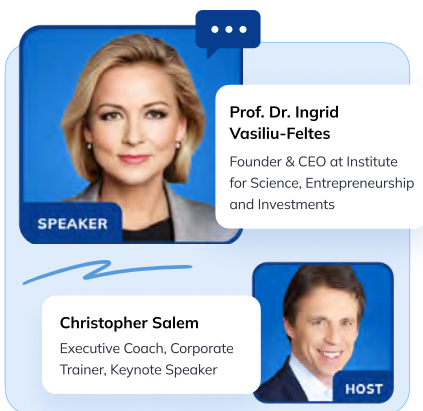 Prof. Dr. Ingrid
Vasiliu-Feltes
Founder & CEO at Institute
for Science, Entrepreneurship
and Investments
SPEAKER
Christopher Salem
Executive Coach, Corporate
Trainer, Keynote Speaker
HOST